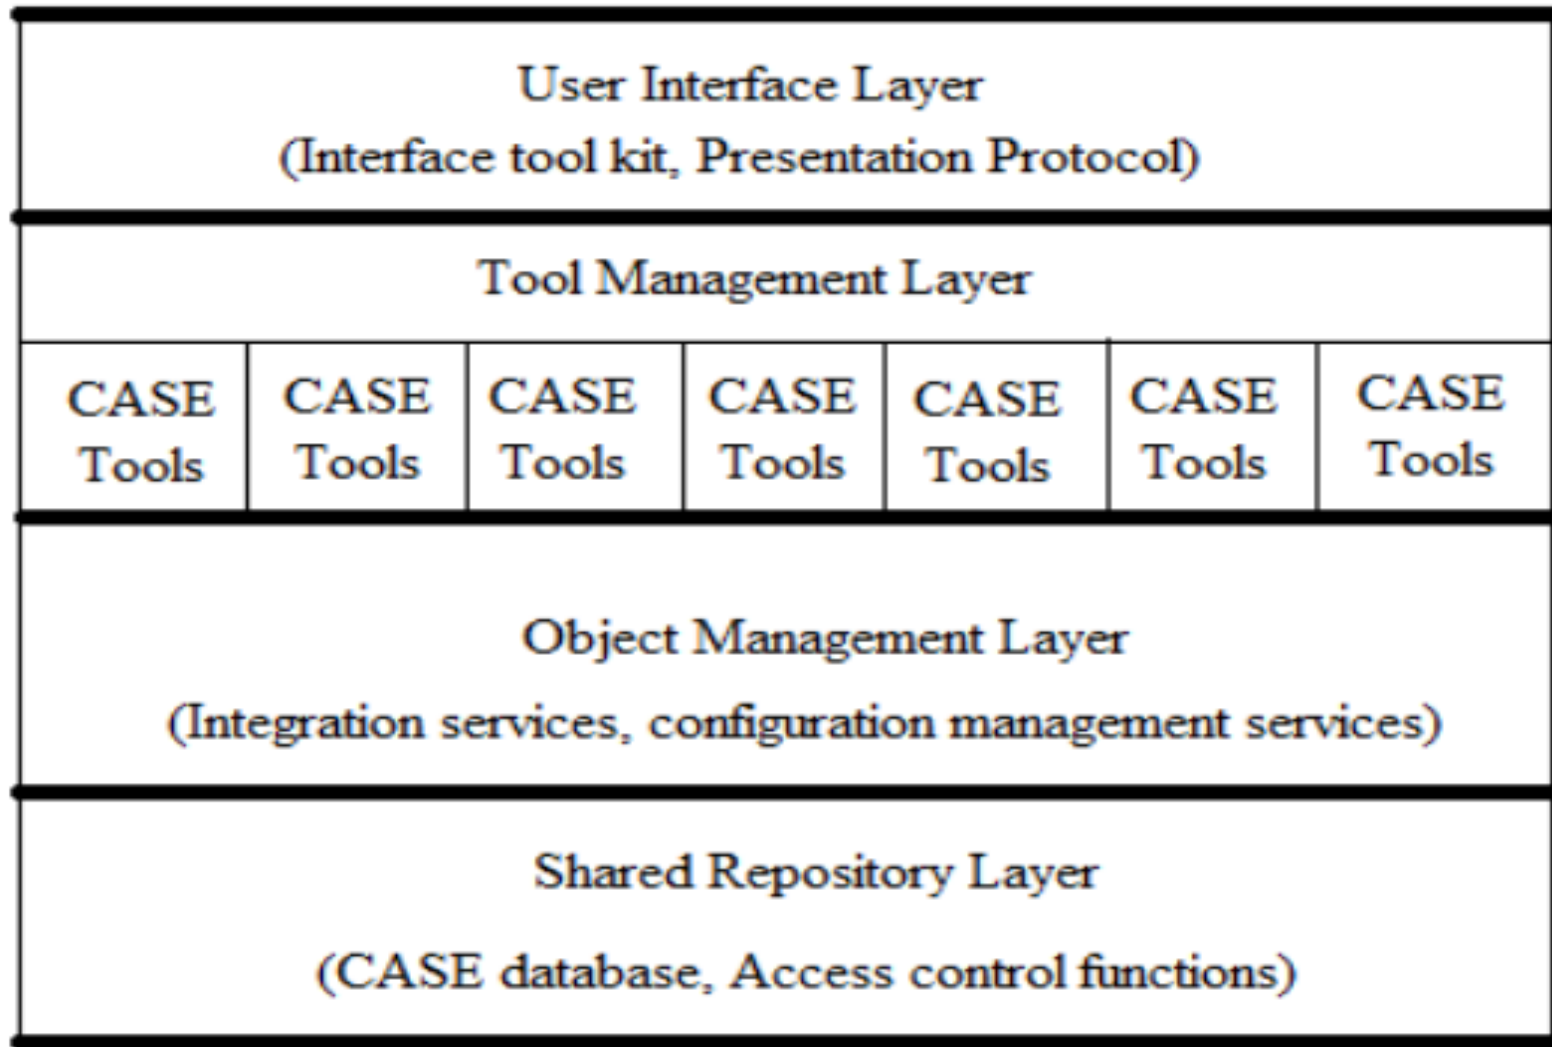 User Interface Layer
(Interface tool kit, Presentation Protocol)
Tool Management Layer
CASE
Tools
CASE
Tools
CASE
Tools
CASE
Tools
CASE
Tools
CASE
Tools
CASE
Tools
Object Management Layer
(Integration services, configuration management services)
Shared Repository Layer
(CASE database, Access control functions)